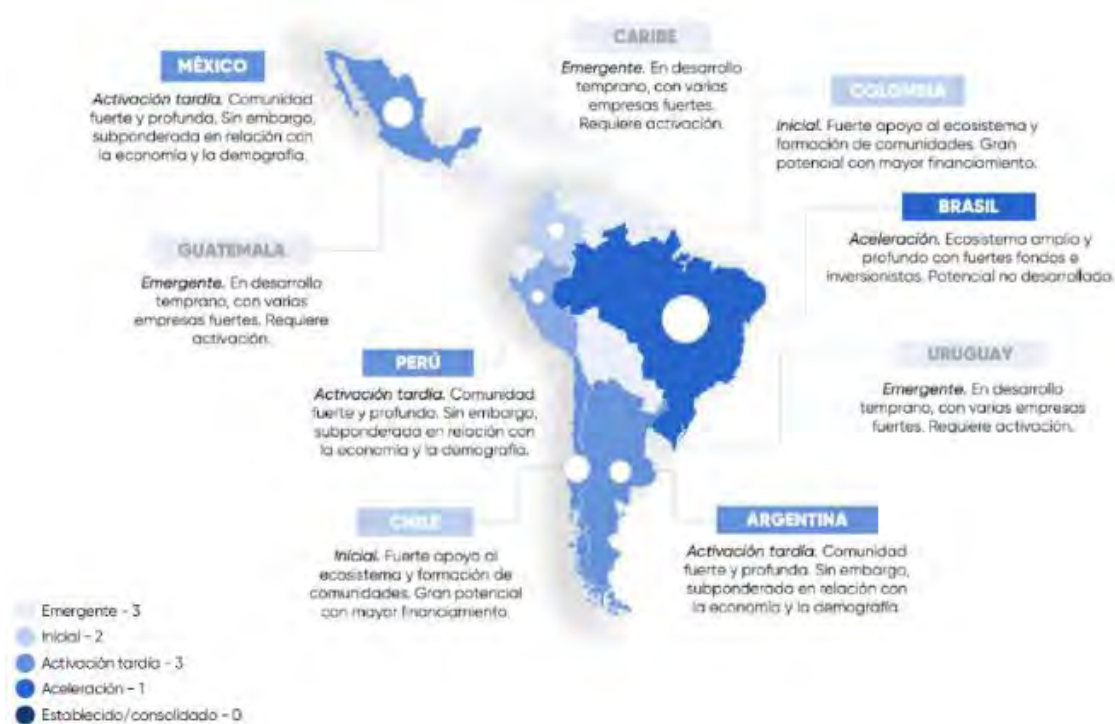 MÉXICO
Activación tardía. Comunidad
fuerte y profunda. Sin embargo,
subponderada en relación con
la economía y la demografía.
CARIBE
Emergente. En desarrollo
temprano, con varias
empresas fuertes.
Requiere activación.
COLOMBIA
Inicial. Fuerte apoyo al ecosistema y
formación de comunidades. Gran
potencial con mayor financiamiento.
BRASIL
Aceleración. Ecosistema amplio y
profundo con fuertes fondos e
inversionistas. Potencial no desarrollado.
GUATEMALA
Emergente. En desarrollo
temprano, con varias
empresas fuertes. Requiere
activación.
PERÚ
Activación tardía. Comunidad
fuerte y profunda. Sin embargo,
subponderada en relación con
la economía y la demografía.
URUGUAY
Emergente. En desarrollo
temprano, con varias empresas
fuertes. Requiere activación.
CHILE
Inicial. Fuerte apoyo al
ecosistema y formación de
comunidades. Gran potencial
con mayor financiamiento.
ARGENTINA
Activación tardía. Comunidad
fuerte y profunda. Sin embargo,
subponderada en relación con
la economía y la demografía.
Emergente - 3
Inicial - 2
Activación tardía - 3
Aceleración - 1
Establecido/consolidado - 0